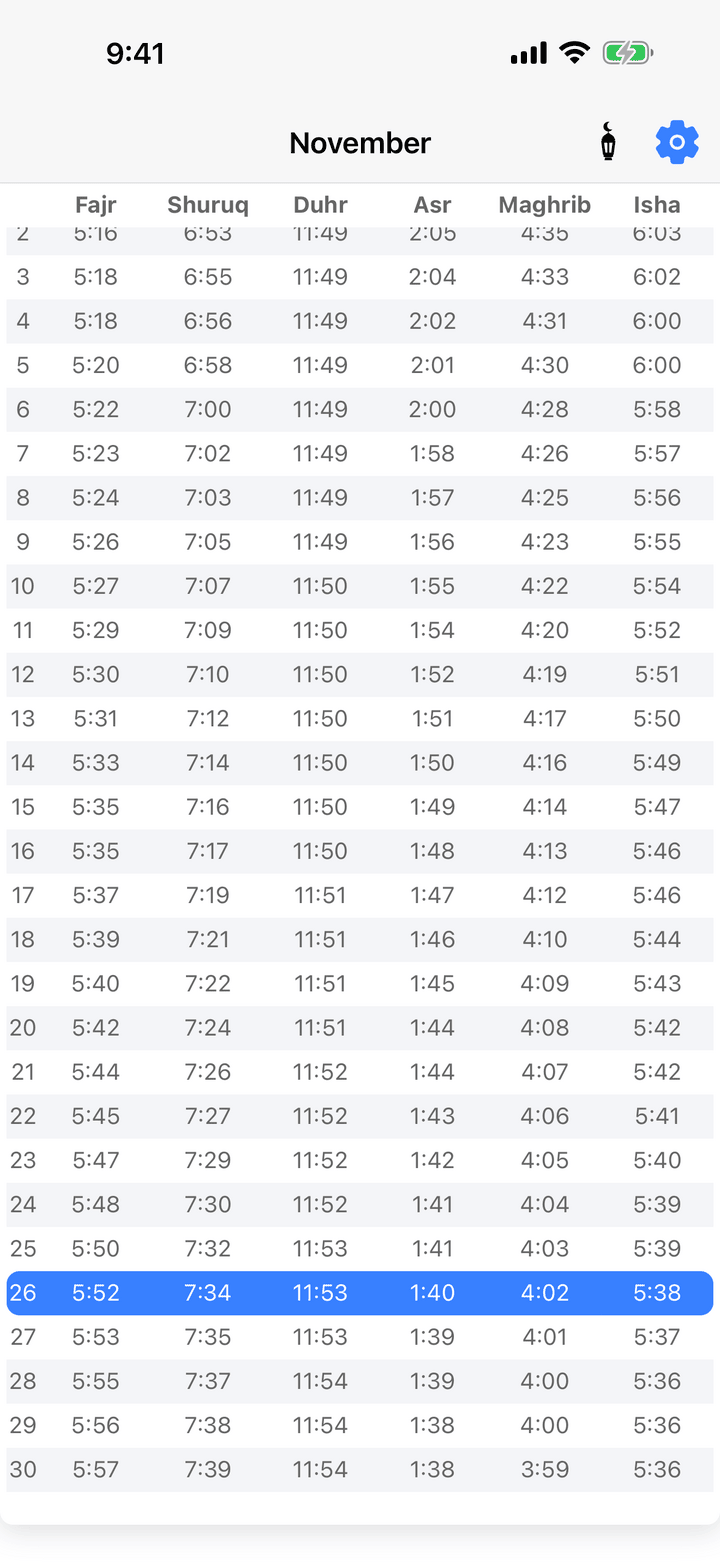 9:41
November
Fajr Shuruq Duhr Asr Maghrib Isha
2 5:16 6:53 11:49 2:05 4:35 6:03
3 5:18 6:55 11:49 2:04 4:33 6:02
4 5:18 6:56 11:49 2:02 4:31 6:00
5 5:20 6:58 11:49 2:01 4:30 6:00
6 5:22 7:00 11:49 2:00 4:28 5:58
7 5:23 7:02 11:49 1:58 4:26 5:57
8 5:24 7:03 11:49 1:57 4:25 5:56
9 5:26 7:05 11:49 1:56 4:23 5:55
10 5:27 7:07 11:50 1:55 4:22 5:54
11 5:29 7:09 11:50 1:54 4:20 5:52
12 5:30 7:10 11:50 1:52 4:19 5:51
13 5:31 7:12 11:50 1:51 4:17 5:50
14 5:33 7:14 11:50 1:50 4:16 5:49
15 5:35 7:16 11:50 1:49 4:14 5:47
16 5:35 7:17 11:50 1:48 4:13 5:46
17 5:37 7:19 11:51 1:47 4:12 5:46
18 5:39 7:21 11:51 1:46 4:10 5:44
19 5:40 7:22 11:51 1:45 4:09 5:43
20 5:42 7:24 11:51 1:44 4:08 5:42
21 5:44 7:26 11:52 1:44 4:07 5:42
22 5:45 7:27 11:52 1:43 4:06 5:41
23 5:47 7:29 11:52 1:42 4:05 5:40
24 5:48 7:30 11:52 1:41 4:04 5:39
25 5:50 7:32 11:53 1:41 4:03 5:39
26 5:52 7:34 11:53 1:40 4:02 5:38
27 5:53 7:35 11:53 1:39 4:01 5:37
28 5:55 7:37 11:54 1:39 4:00 5:36
29 5:56 7:38 11:54 1:38 4:00 5:36
30 5:57 7:39 11:54 1:38 3:59 5:36